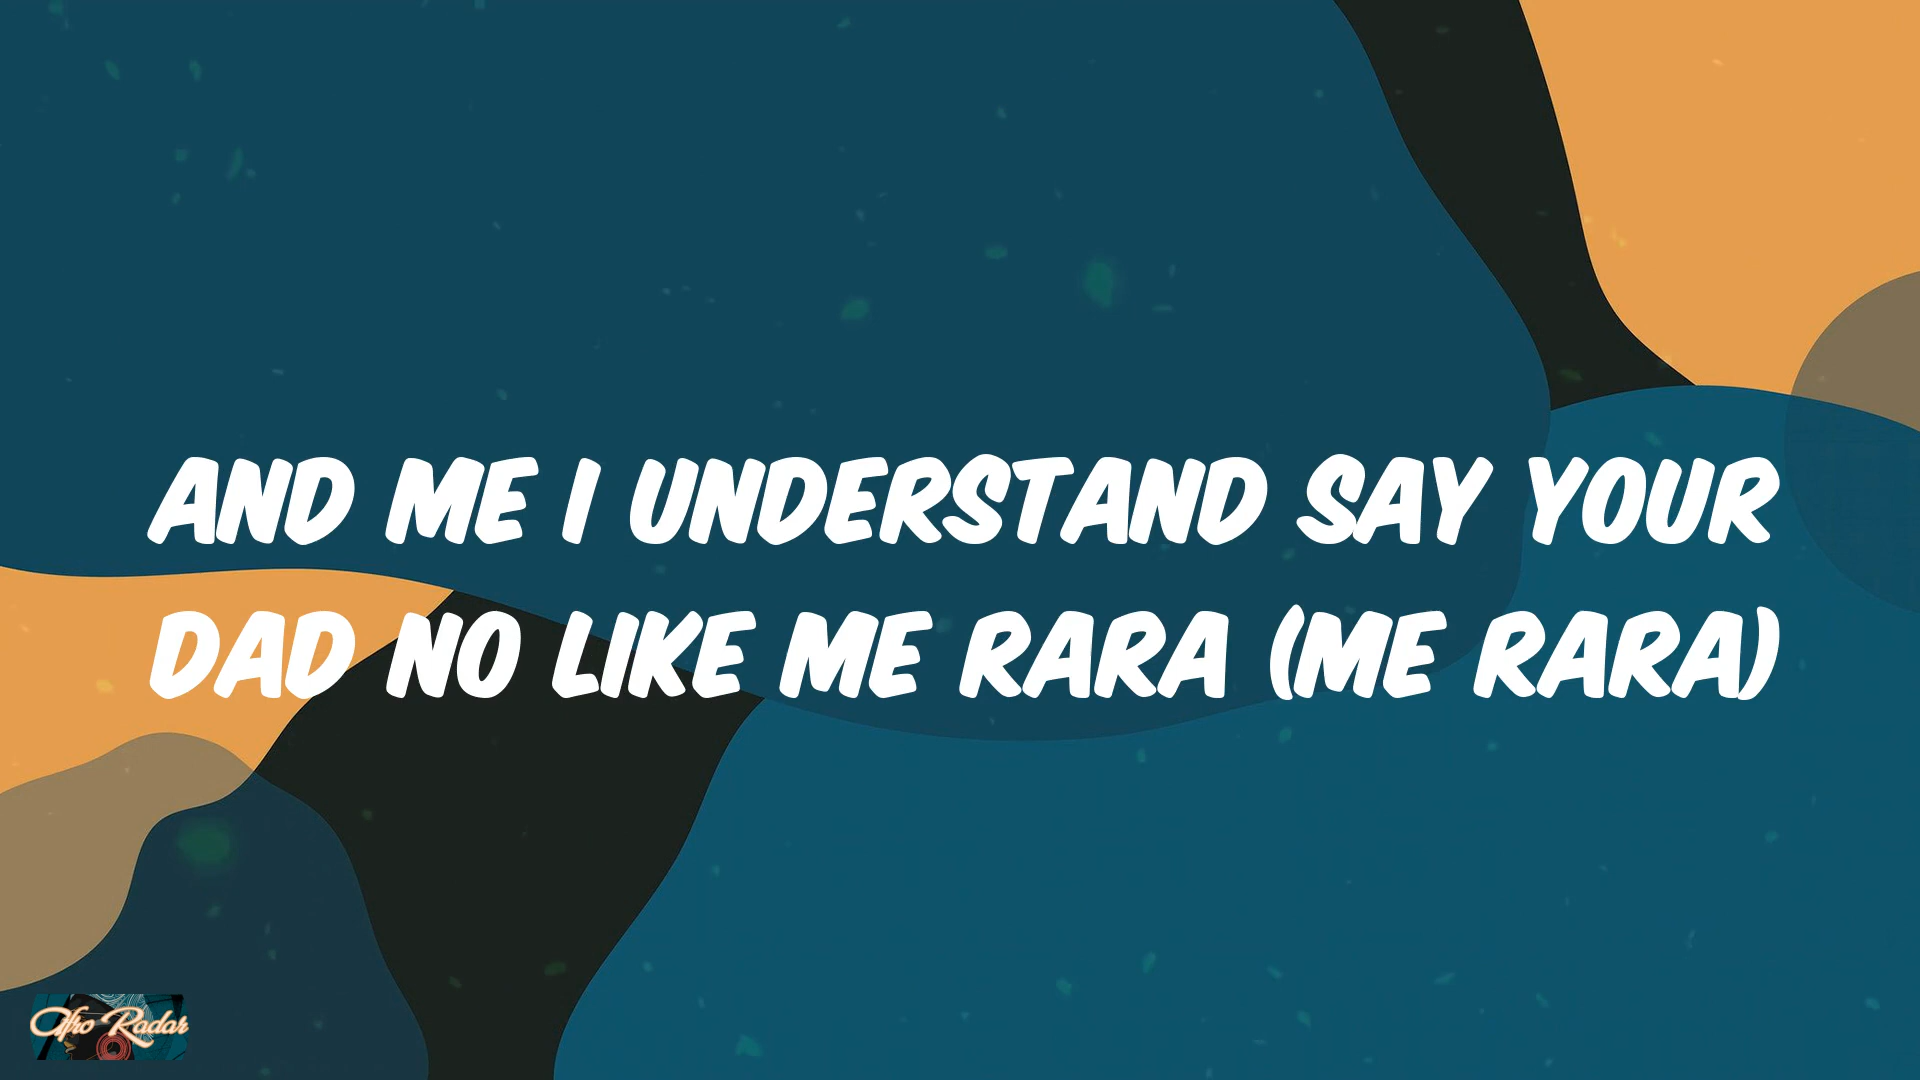 AND ME I UNDERSTAND SAY YOUR
DAD NO LIKE ME RARA (ME RARA)
Afro Radar